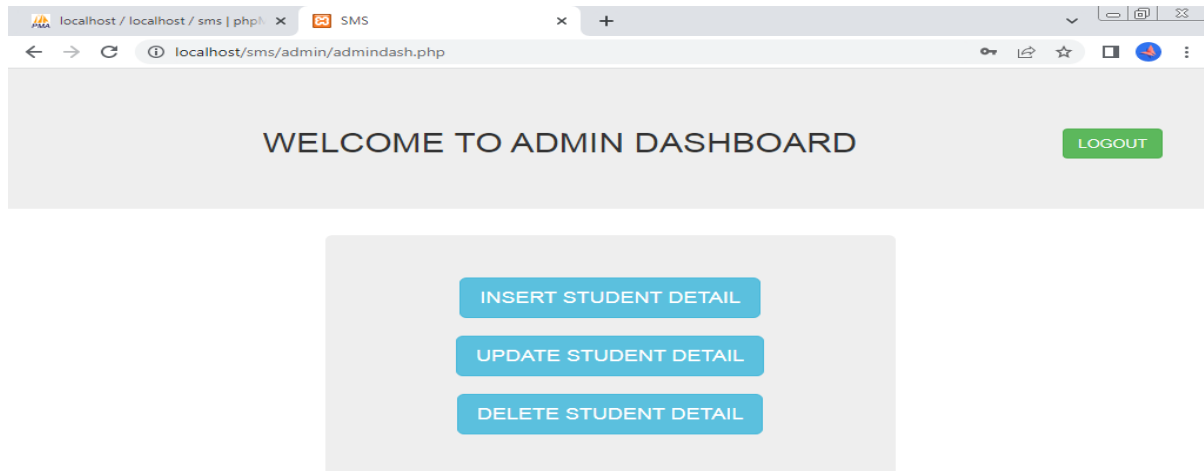 localhost / localhost / sms | php
SMS
localhost/sms/admin/admindash.php
WELCOME TO ADMIN DASHBOARD
LOGOUT
INSERT STUDENT DETAIL
UPDATE STUDENT DETAIL
DELETE STUDENT DETAIL